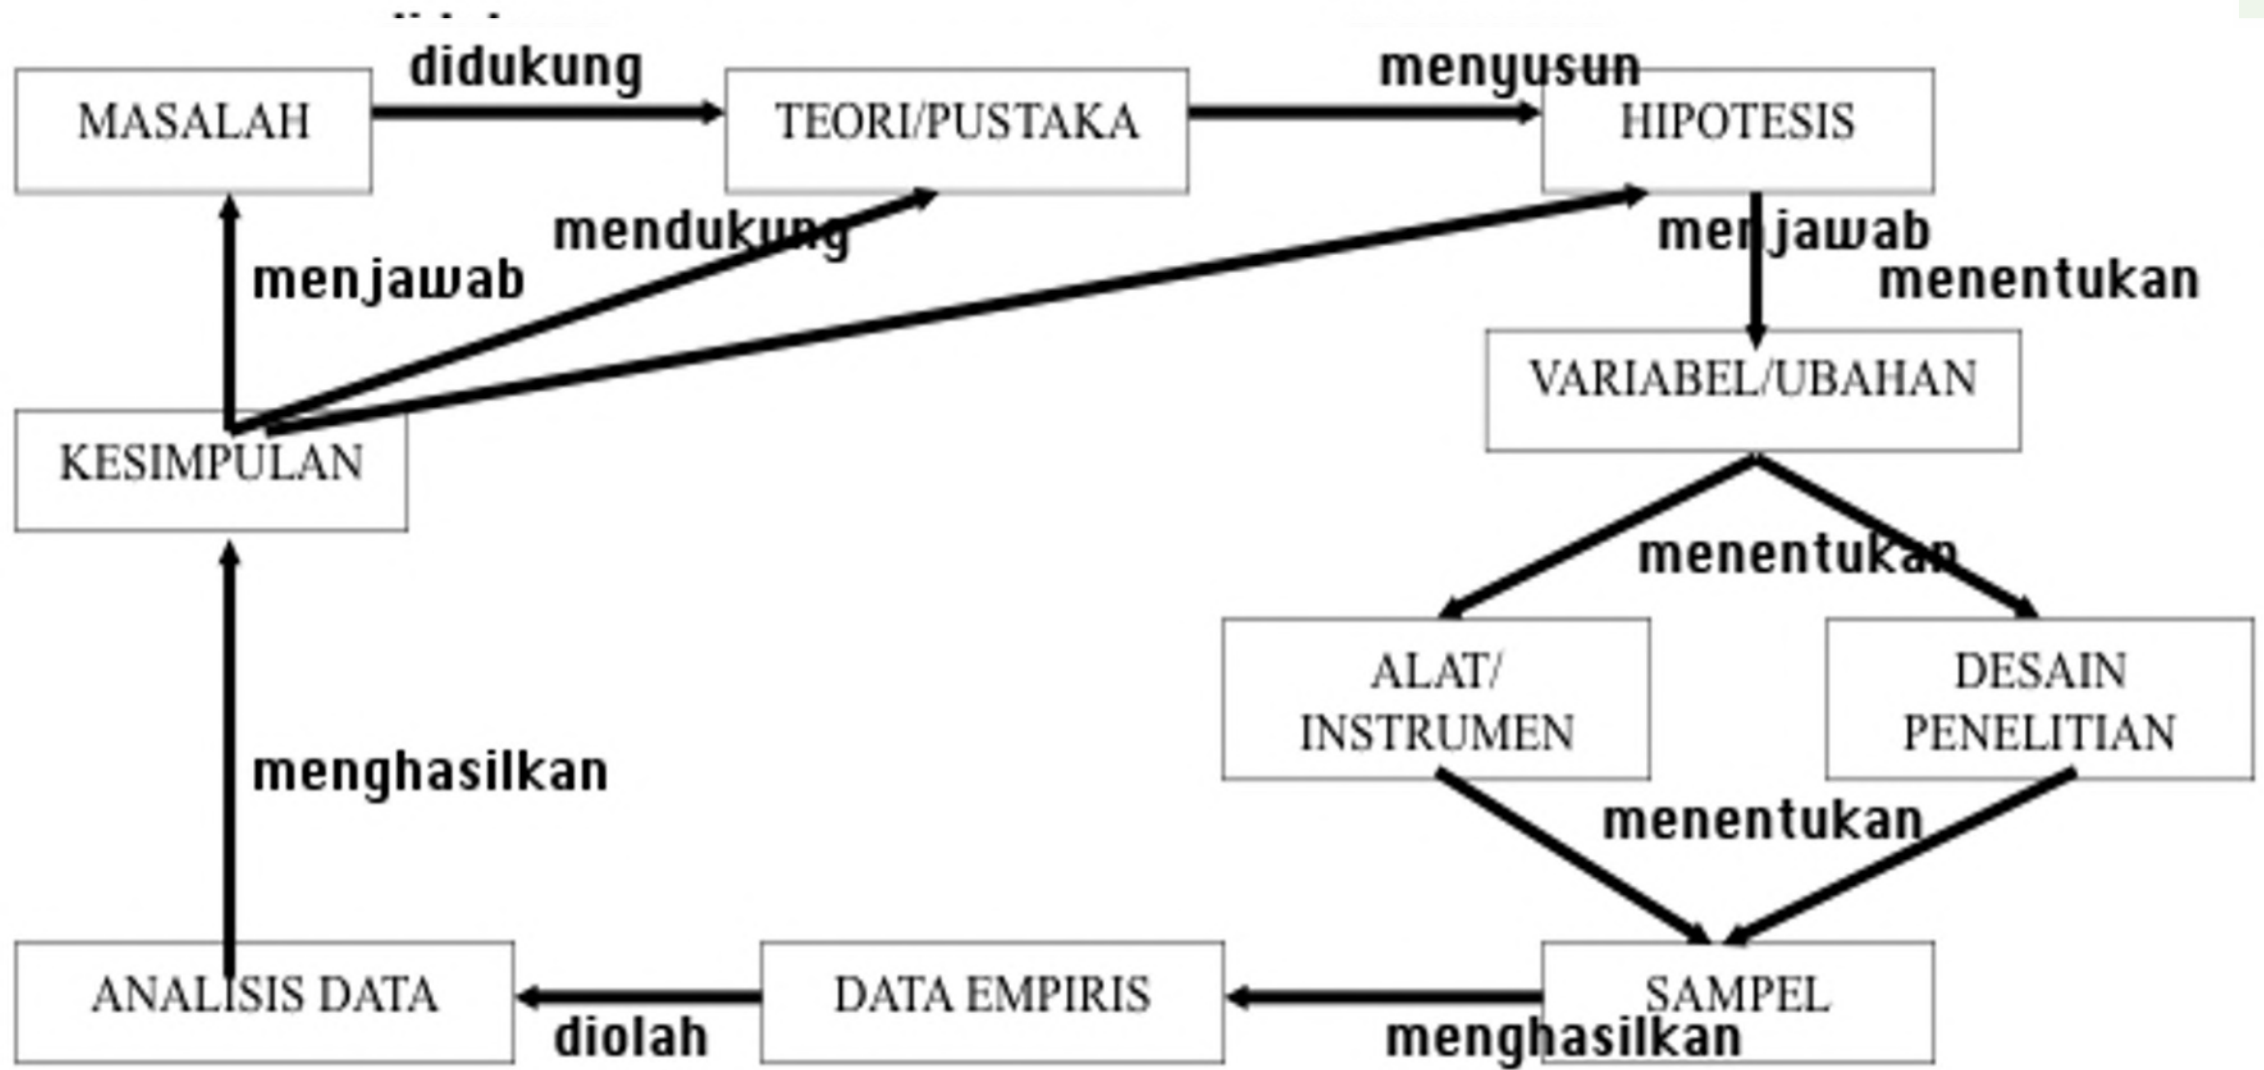 didukung
menyusun
MASALAH
TEORI/PUSTAKA
HIPOTESIS
mendukung
menjawab
menjawab
menentukan
VARIABEL/UBAHAN
KESIMPULAN
menentukan
ALAT/
INSTRUMEN
DESAIN
PENELITIAN
menghasilkan
menentukan
ANALISIS DATA
DATA EMPIRIS
SAMPEL
diolah
menghasilkan